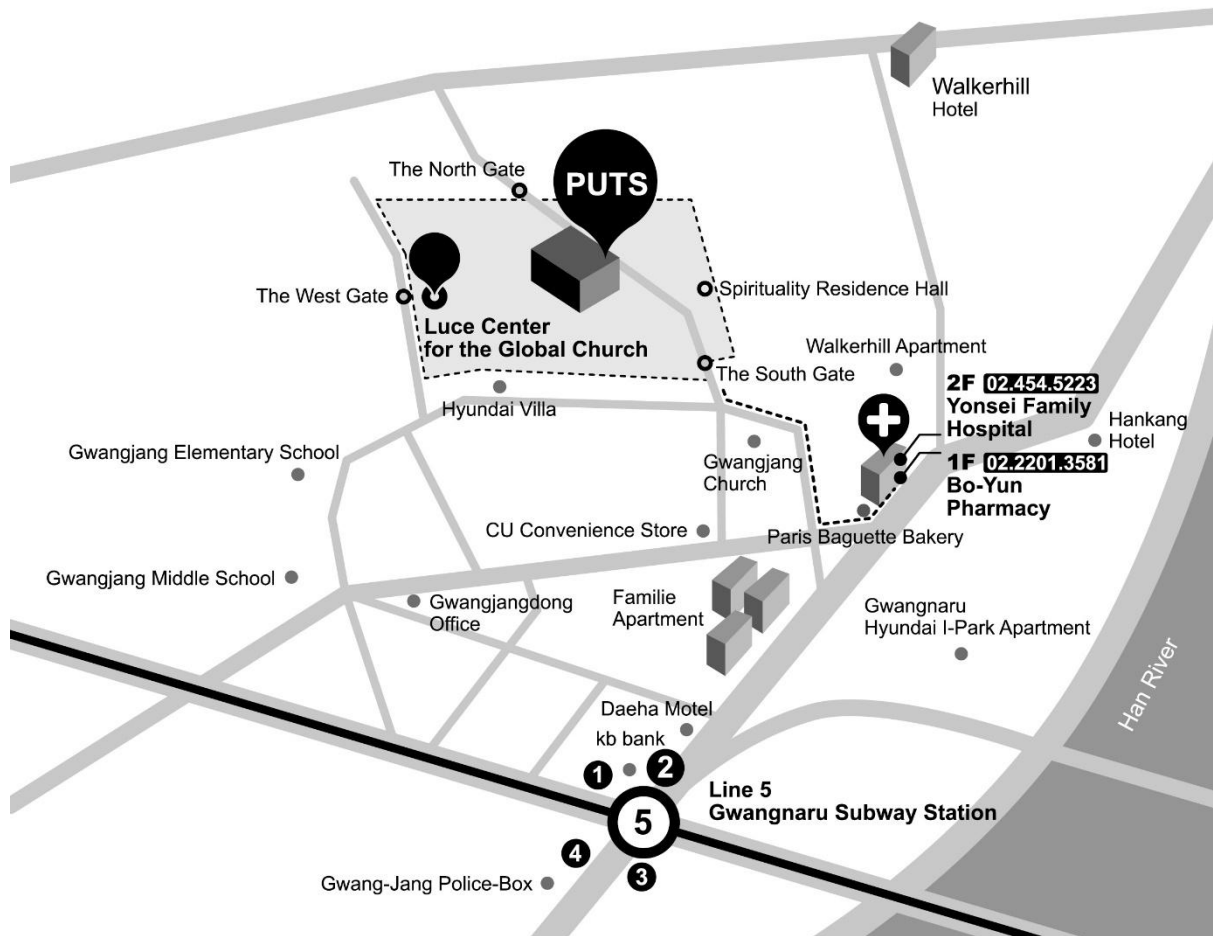 Walkerhill
Hotel
The North Gate
PUTS
The West Gate
Spirituality Residence Hall
Luce Center
for the Global Church
Walkerhill Apartment
The South Gate
2F 02.454.5223
Yonsei Family
Hospital
Hyundai Villa
Hankang
Hotel
Gwangjang Elementary School
Gwangjang
Church
1F 02.2201.3581
Bo-Yun
Pharmacy
CU Convenience Store
Paris Baguette Bakery
Gwangjang Middle School
Gwangjangdong
Office
Familie
Apartment
Gwangnaru
Hyundai I-Park Apartment
Han River
Daeha Motel
kb bank
1
2
Line 5
Gwangnaru Subway Station
5
4
3
Gwang-Jang Police-Box